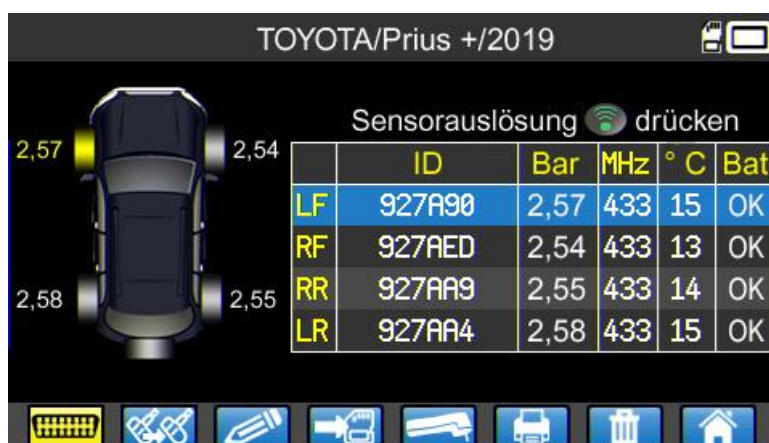 TOYOTA/Prius +/2019
Sensorauslösung drücken
2,57
2,54
2,58
2,55
ID Bar MHz ° C Bat
LF 927A90 2,57 433 15 OK
RF 927AED 2,54 433 13 OK
RR 927AA9 2,55 433 14 OK
LR 927AA4 2,58 433 15 OK